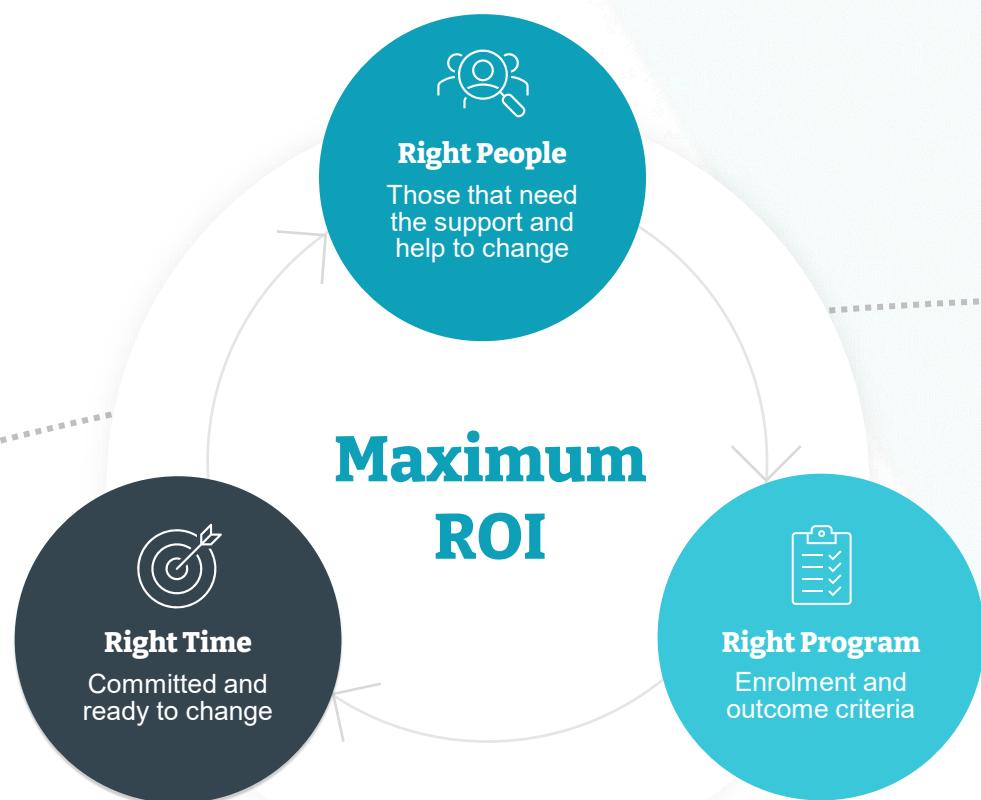 Right People
Those that need
the support and
help to change
Maximum
ROI
Right Time
Committed and
ready to change
Right Program
Enrolment and
outcome criteria